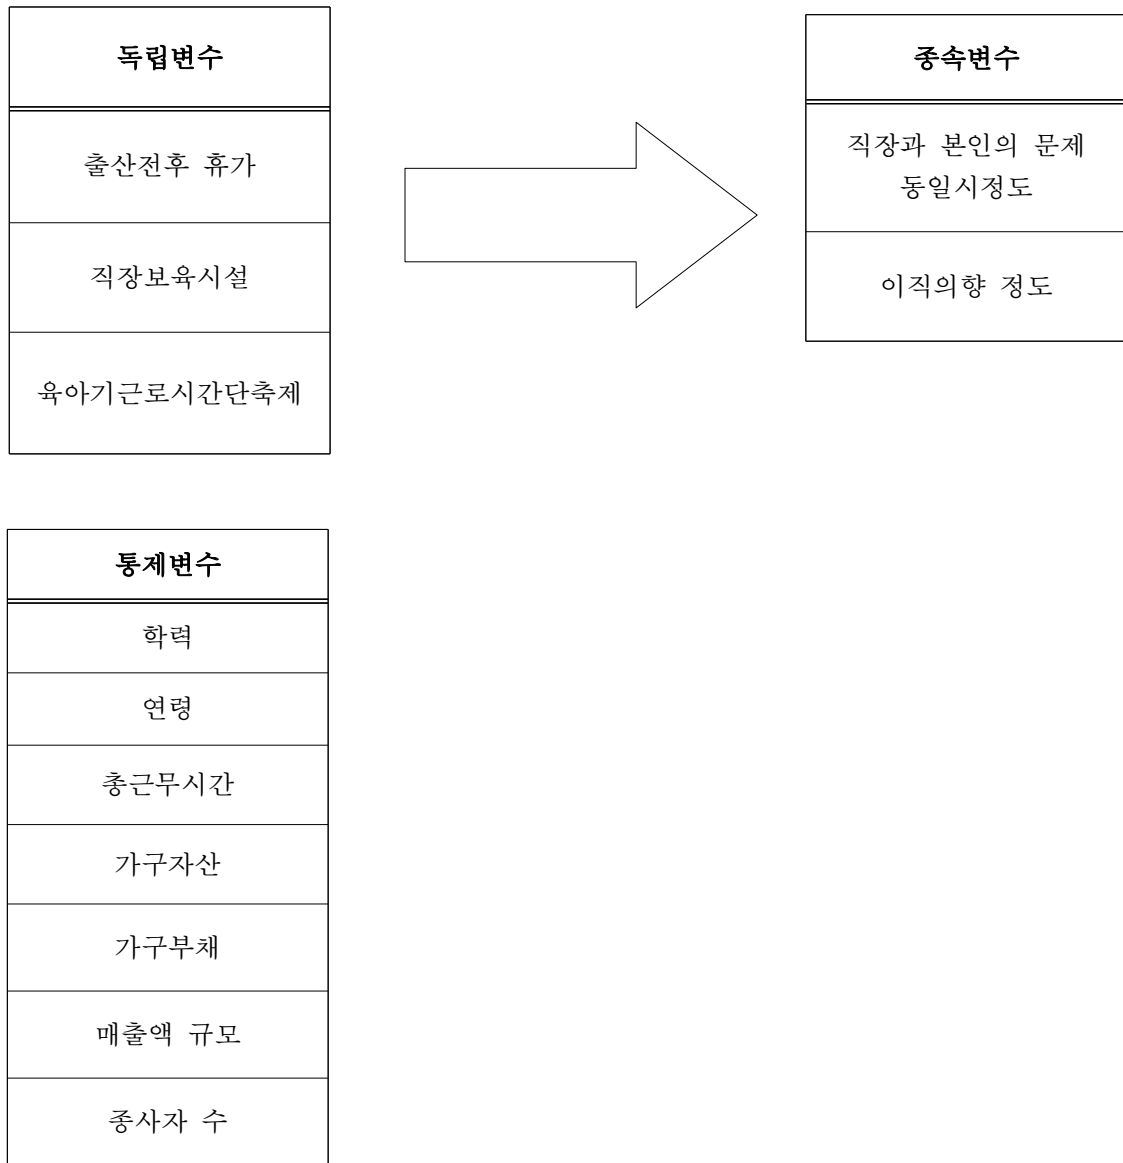 독립변수
출산전후 휴가
직장보육시설
육아기근로시간단축제
종속변수
직장과 본인의 문제
동일시정도
이직의향 정도
통제변수
학력
연령
총근무시간
가구자산
가구부채
매출액 규모
종사자 수